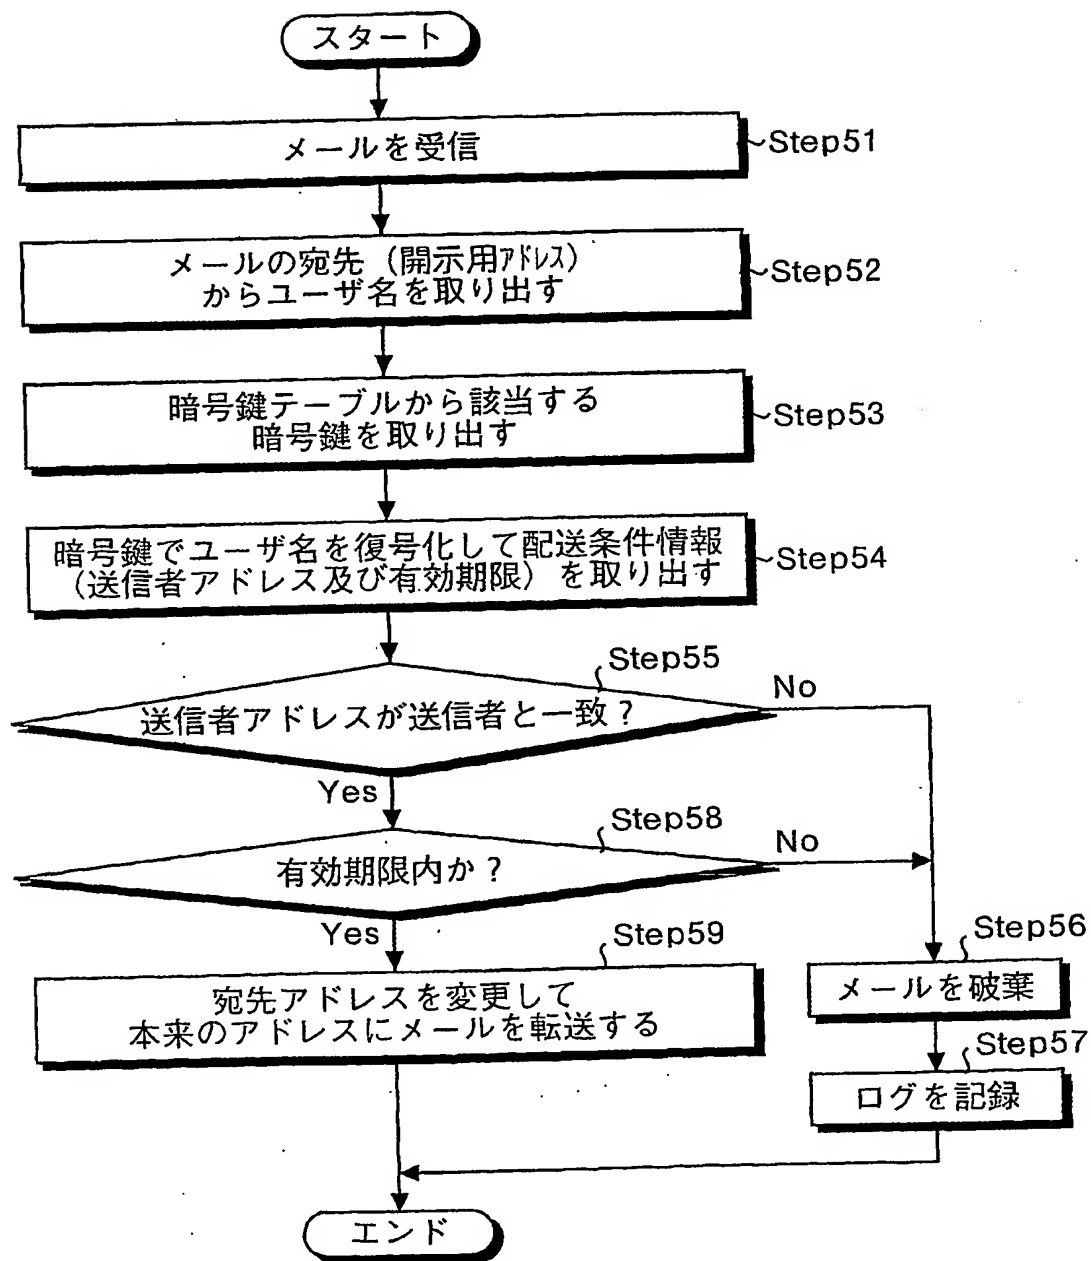 スタート
メールを受信
Step51
メールの宛先（開示用アドレス）
からユーザ名を取り出す
Step52
暗号鍵テーブルから該当する
暗号鍵を取り出す
Step53
暗号鍵でユーザ名を復号化して配送条件情報
（送信者アドレス及び有効期限）を取り出す
Step54
Step55
送信者アドレスが送信者と一致？
No
Yes
Step58
有効期限内か？
No
Yes
Step59
宛先アドレスを変更して
本来のアドレスにメールを転送する
Step56
メールを破棄
Step57
ログを記録
エンド